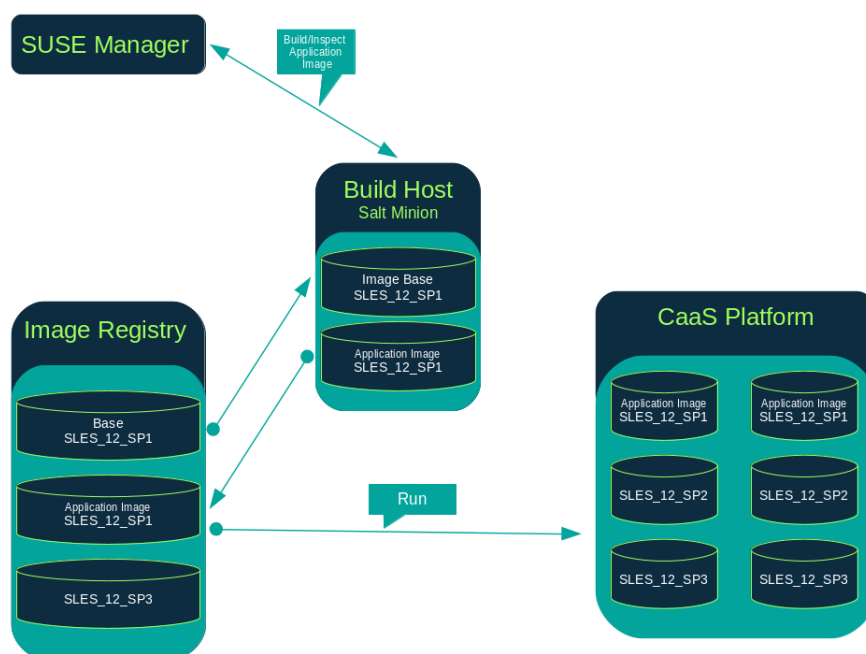 SUSE Manager
Build/Inspect
Application
Image
Build Host
Salt Minion
Image Base
SLES_12_SP1
Application Image
SLES_12_SP1
Image Registry
Base
SLES_12_SP1
Application Image
SLES_12_SP1
SLES_12_SP3
Run
CaaS Platform
Application Image
SLES_12_SP1
Application Image
SLES_12_SP1
SLES_12_SP2
SLES_12_SP2
SLES_12_SP3
SLES_12_SP3